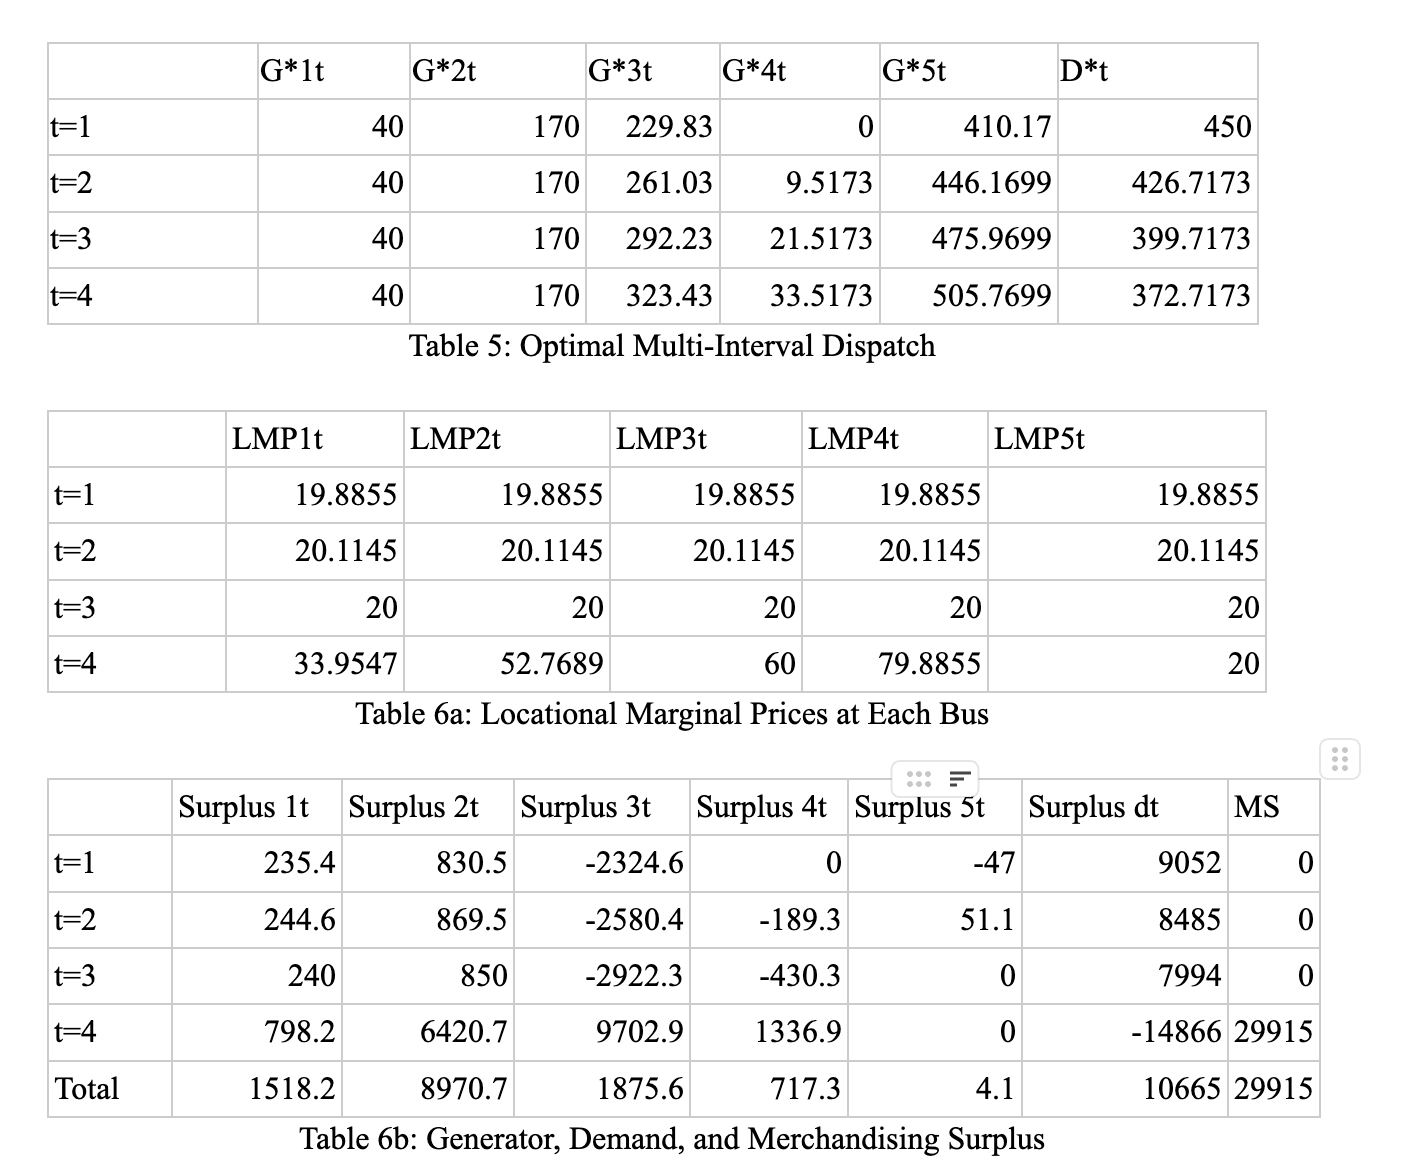 G*1t G*2t G*3t G*4t G*5t D*t
t=1 40 170 229.83 0 410.17 450
t=2 40 170 261.03 9.5173 446.1699 426.7173
t=3 40 170 292.23 21.5173 475.9699 399.7173
t=4 40 170 323.43 33.5173 505.7699 372.7173
Table 5: Optimal Multi-Interval Dispatch
LMP1t LMP2t LMP3t LMP4t LMP5t
t=1 19.8855 19.8855 19.8855 19.8855 19.8855
t=2 20.1145 20.1145 20.1145 20.1145 20.1145
t=3 20 20 20 20 20
t=4 33.9547 52.7689 60 79.8855 20
Table 6a: Locational Marginal Prices at Each Bus
Surplus 1t Surplus 2t Surplus 3t Surplus 4t Surplus 5t Surplus dt MS
t=1 235.4 830.5 -2324.6 0 -47 9052 0
t=2 244.6 869.5 -2580.4 -189.3 51.1 8485 0
t=3 240 850 -2922.3 -430.3 0 7994 0
t=4 798.2 6420.7 9702.9 1336.9 0 -14866 29915
Total 1518.2 8970.7 1875.6 717.3 4.1 10665 29915
Table 6b: Generator, Demand, and Merchandising Surplus